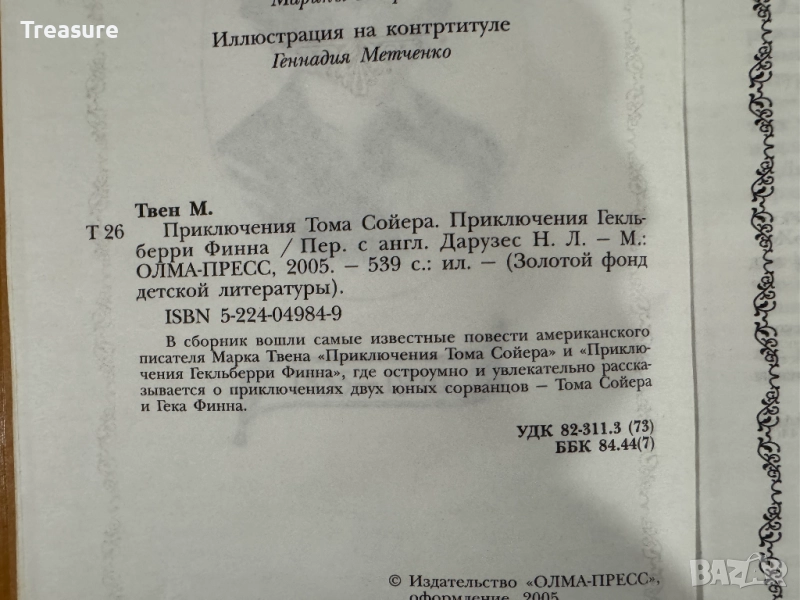 Treasure
Иллюстрация на контртитуле
Геннадия Метченко
Твен М.
Т 26
Приключения Тома Сойера. Приключения Гекль-
берри Финна / Пер. с англ. Дарузес Н. Л. – М.:
ОЛМА-ПРЕСС, 2005. – 539 с.: ил. – (Золотой фонд
детской литературы).
ISBN 5-224-04984-9
В сборник вошли самые известные повести американского
писателя Марка Твена «Приключения Тома Сойера» и «Приклю-
чения Гекльберри Финна», где остроумно и увлекательно расска-
зывается о приключениях двух юных сорванцов – Тома Сойера
и Гека Финна.
УДК 82-311.3 (73)
ББК 84.44(7)
© Издательство «ОЛМА-ПРЕСС»,
оформление, 2005
BAZAR